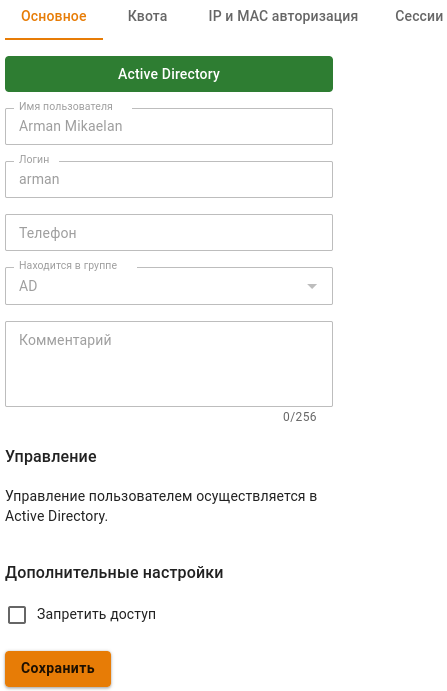 Основное Квота IP и MAC авторизация Сессии
Active Directory
Имя пользователя
Arman Mikaelan
Логин
arman
Телефон
Находится в группе
AD
Комментарий
0/256
Управление
Управление пользователем осуществляется в
Active Directory.
Дополнительные настройки
Запретить доступ
Сохранить